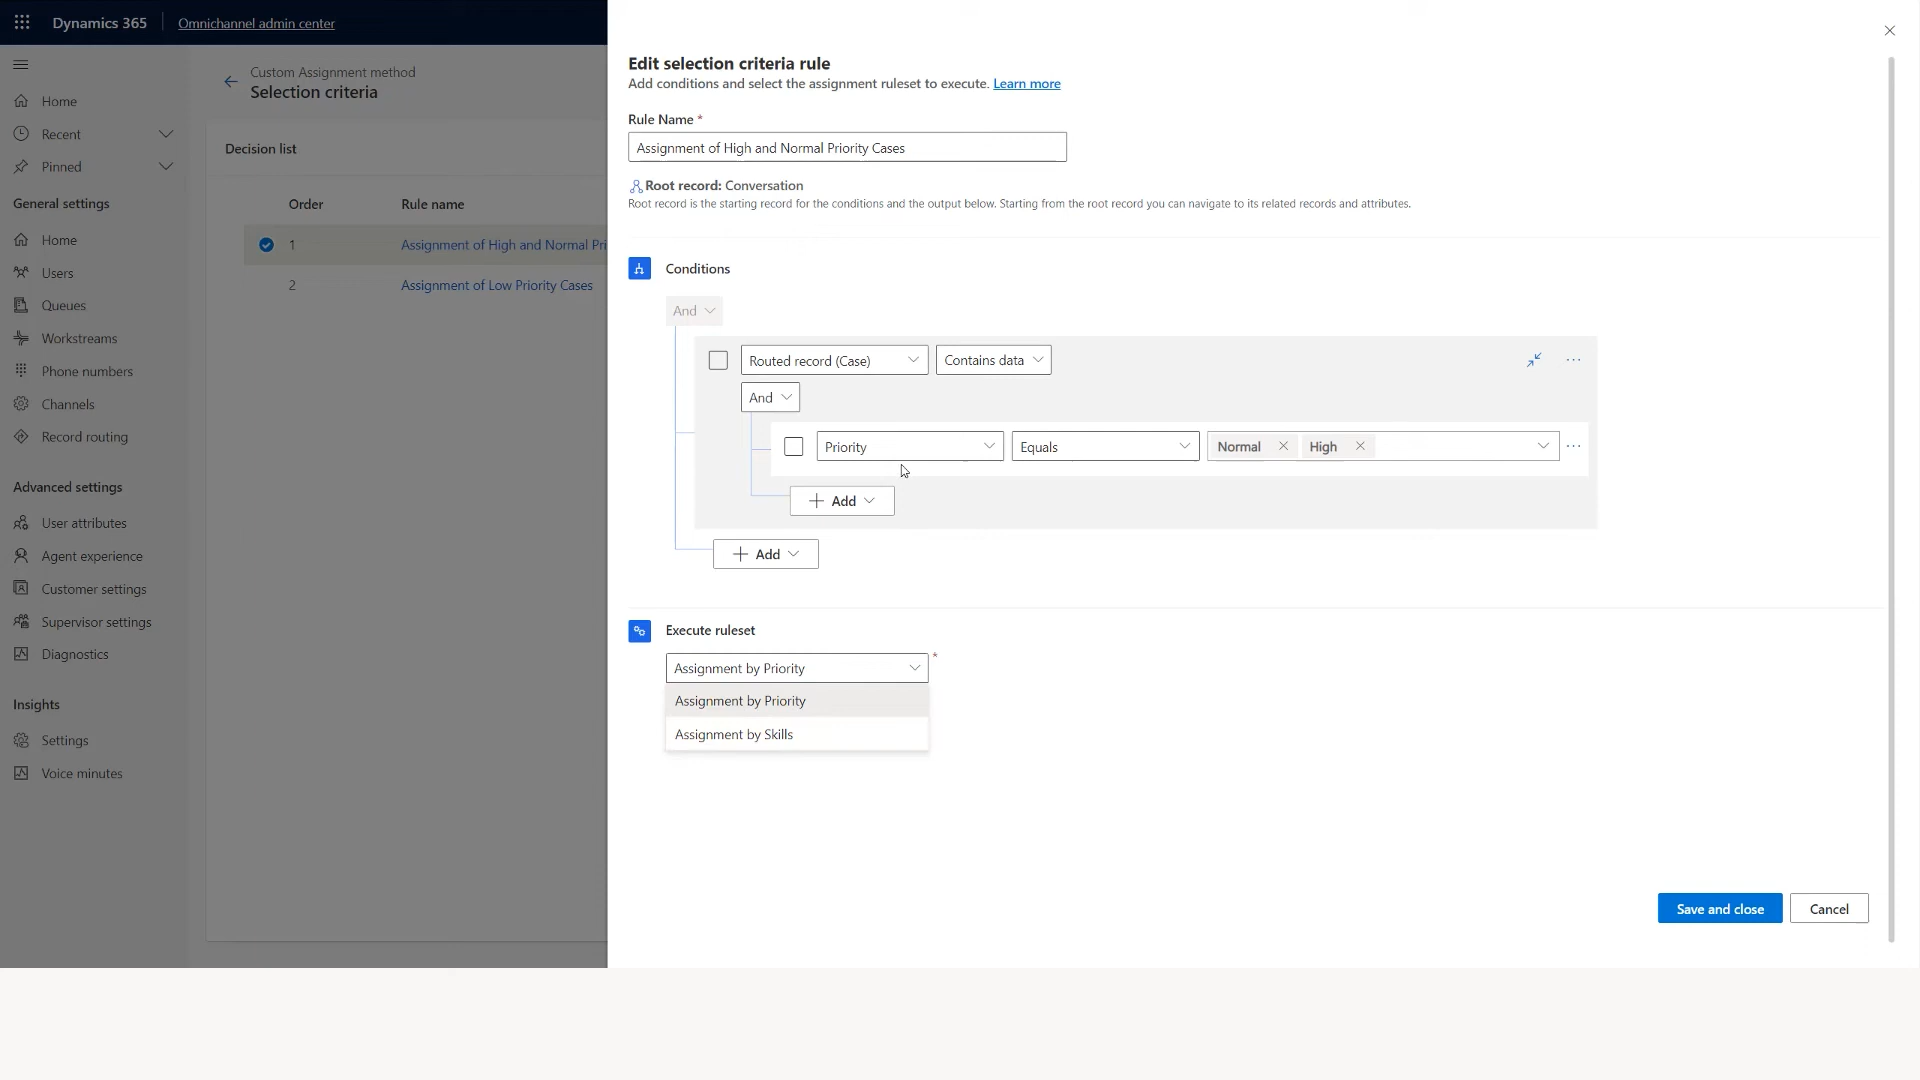 Dynamics 365
Omnichannel admin center
Home
Recent
Pinned
General settings
Home
Users
Queues
Workstreams
Phone numbers
Channels
Record routing
Advanced settings
User attributes
Agent experience
Customer settings
Supervisor settings
Diagnostics
Insights
Settings
Voice minutes
Custom Assignment method
Selection criteria
Decision list
Order Rule name
1 Assignment of High and Normal Pri
2 Assignment of Low Priority Cases
Edit selection criteria rule
Add conditions and select the assignment ruleset to execute. Learn more
Rule Name *
Assignment of High and Normal Priority Cases
Root record: Conversation
Root record is the starting record for the conditions and the output below. Starting from the root record you can navigate to its related records and attributes.
Conditions
And
Routed record (Case) Contains data
And
Priority Equals Normal High
Add
Add
Execute ruleset
Assignment by Priority *
Assignment by Priority
Assignment by Skills
Save and close Cancel